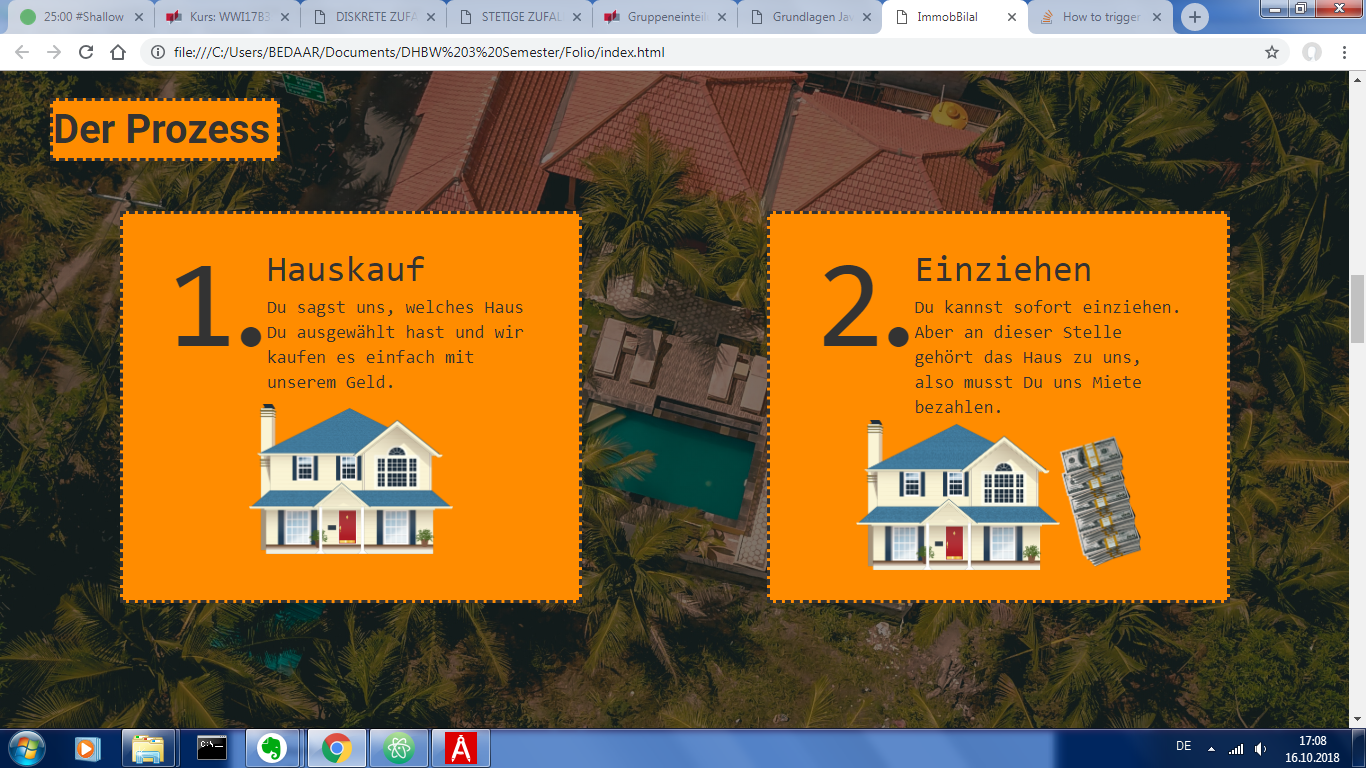 25:00 #Shallow
Kurs: WWI17B3
DISKRETE ZUFA
STETIGE ZUFAL
Gruppeneinteil
Grundlagen Jav
ImmobBilal
How to trigger
file:///C:/Users/BEDAAR/Documents/DHBW%203%20Semester/Folio/index.html
Der Prozess
1.
Hauskauf
Du sagst uns, welches Haus
Du ausgewählt hast und wir
kaufen es einfach mit
unserem Geld.
2.
Einziehen
Du kannst sofort einziehen.
Aber an dieser Stelle
gehört das Haus zu uns,
also musst Du uns Miete
bezahlen.
DE
17:08
16.10.2018